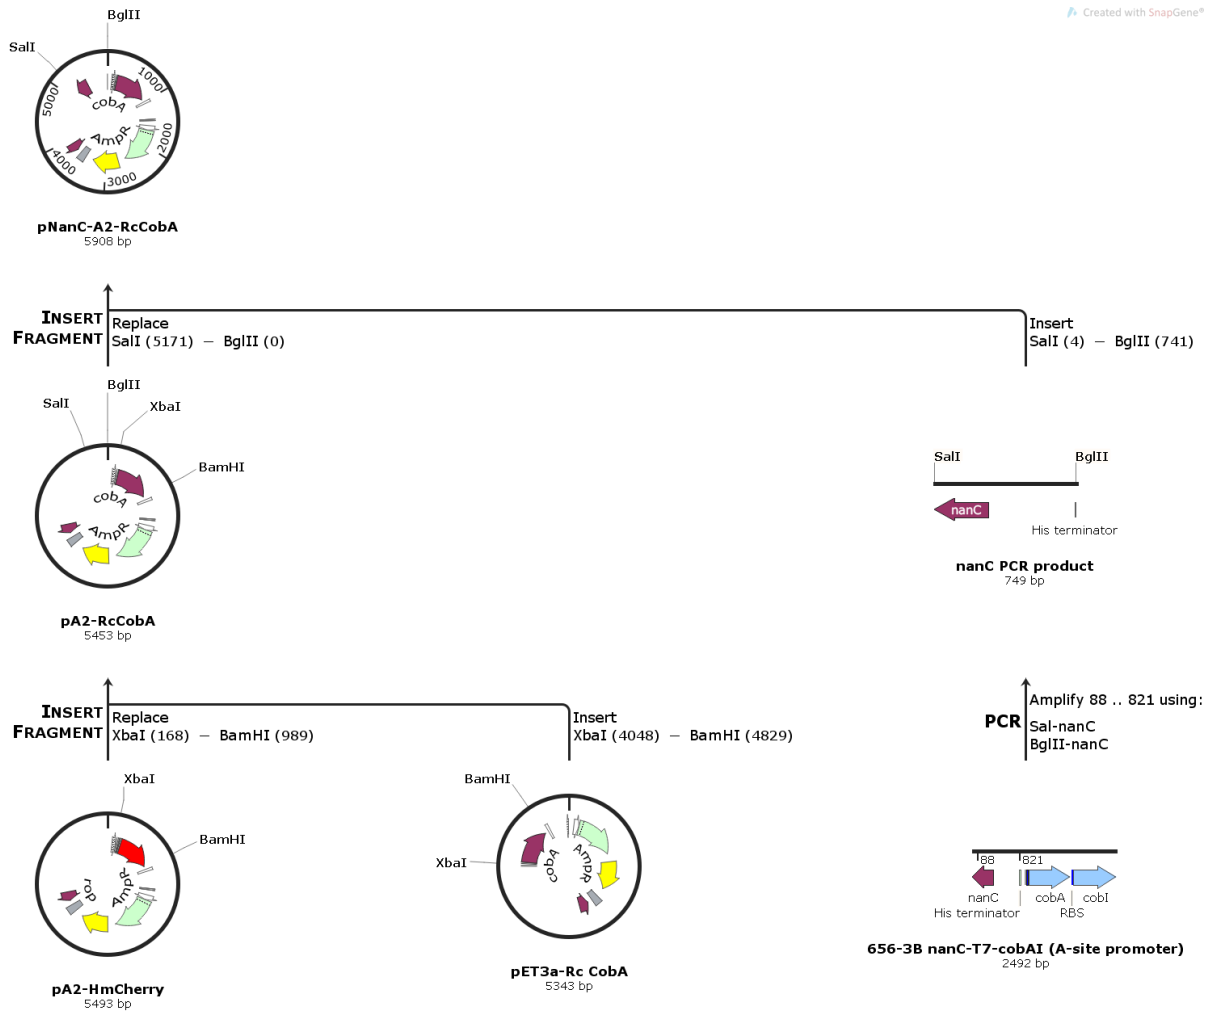 Created with SnapGene®
BglII
SalI
1000
2000
3000
4000
5000
cobA
AmpR
pNanC-A2-RcCobA
5908 bp
INSERT
FRAGMENT
Replace
SalI (5171) – BglII (0)
Insert
SalI (4) – BglII (741)
BglII
SalI
XbaI
BamHI
cobA
AmpR
pA2-RcCobA
5453 bp
SalI
BglII
nanC
His terminator
nanC PCR product
749 bp
INSERT
FRAGMENT
Replace
XbaI (168) – BamHI (989)
Insert
XbaI (4048) – BamHI (4829)
PCR
Amplify 88 .. 821 using:
Sal-nanC
BglII-nanC
XbaI
BamHI
AmpR
rop
pA2-HmCherry
5493 bp
BamHI
XbaI
cobA
AmpR
pET3a-Rc CobA
5343 bp
88
821
nanC
cobA
cobI
His terminator
RBS
656-3B nanC-T7-cobAI (A-site promoter)
2492 bp